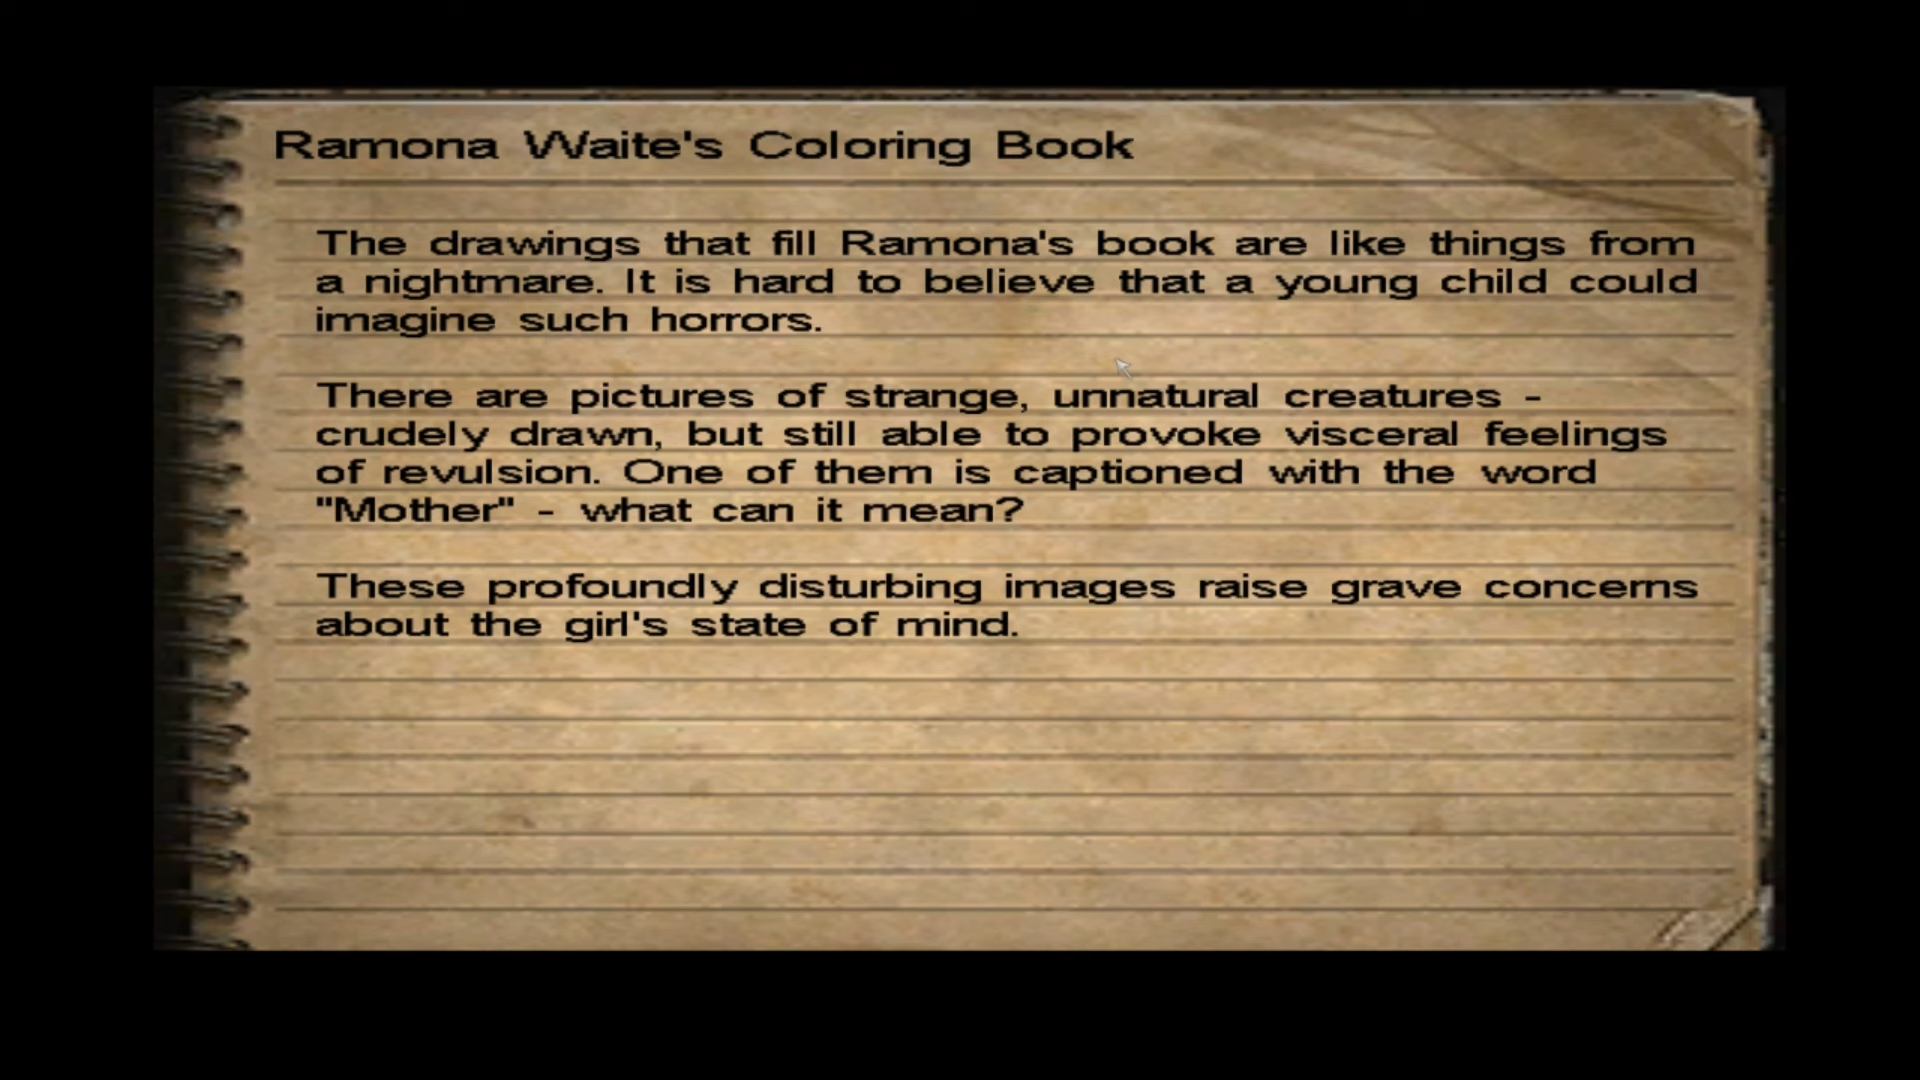 Ramona Waite's Coloring Book
The drawings that fill Ramona's book are like things from
a nightmare. It is hard to believe that a young child could
imagine such horrors.
There are pictures of strange, unnatural creatures -
crudely drawn, but still able to provoke visceral feelings
of revulsion. One of them is captioned with the word
"Mother" - what can it mean?
These profoundly disturbing images raise grave concerns
about the girl's state of mind.